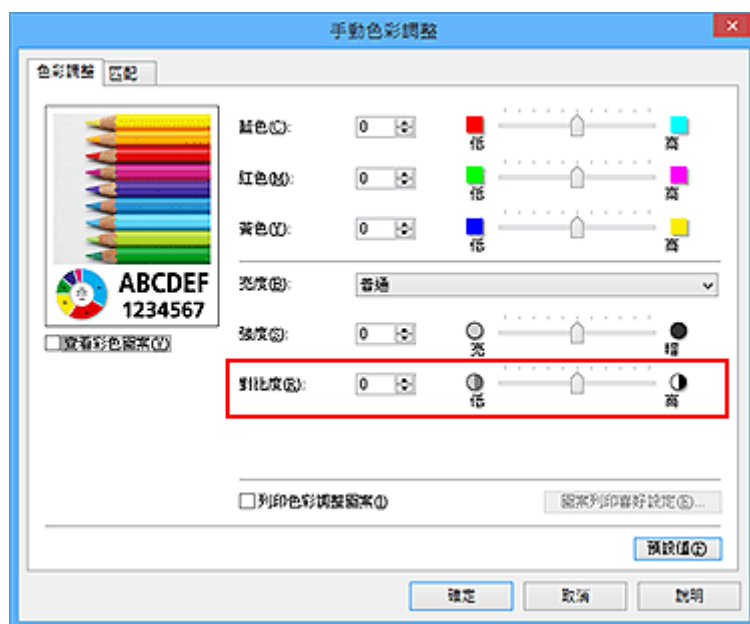 手動色彩調整
色彩調整 匹配
ABCDEF
1234567
查看彩色圖案(Y)
藍色(C): 0 低 高
紅色(M): 0 低 高
黃色(Y): 0 低 高
亮度(B): 普通
強度(S): 0 亮 暗
對比度(R): 0 低 高
列印色彩調整圖案(I) 圖案列印喜好設定(E)...
預設值(F)
確定 取消 說明